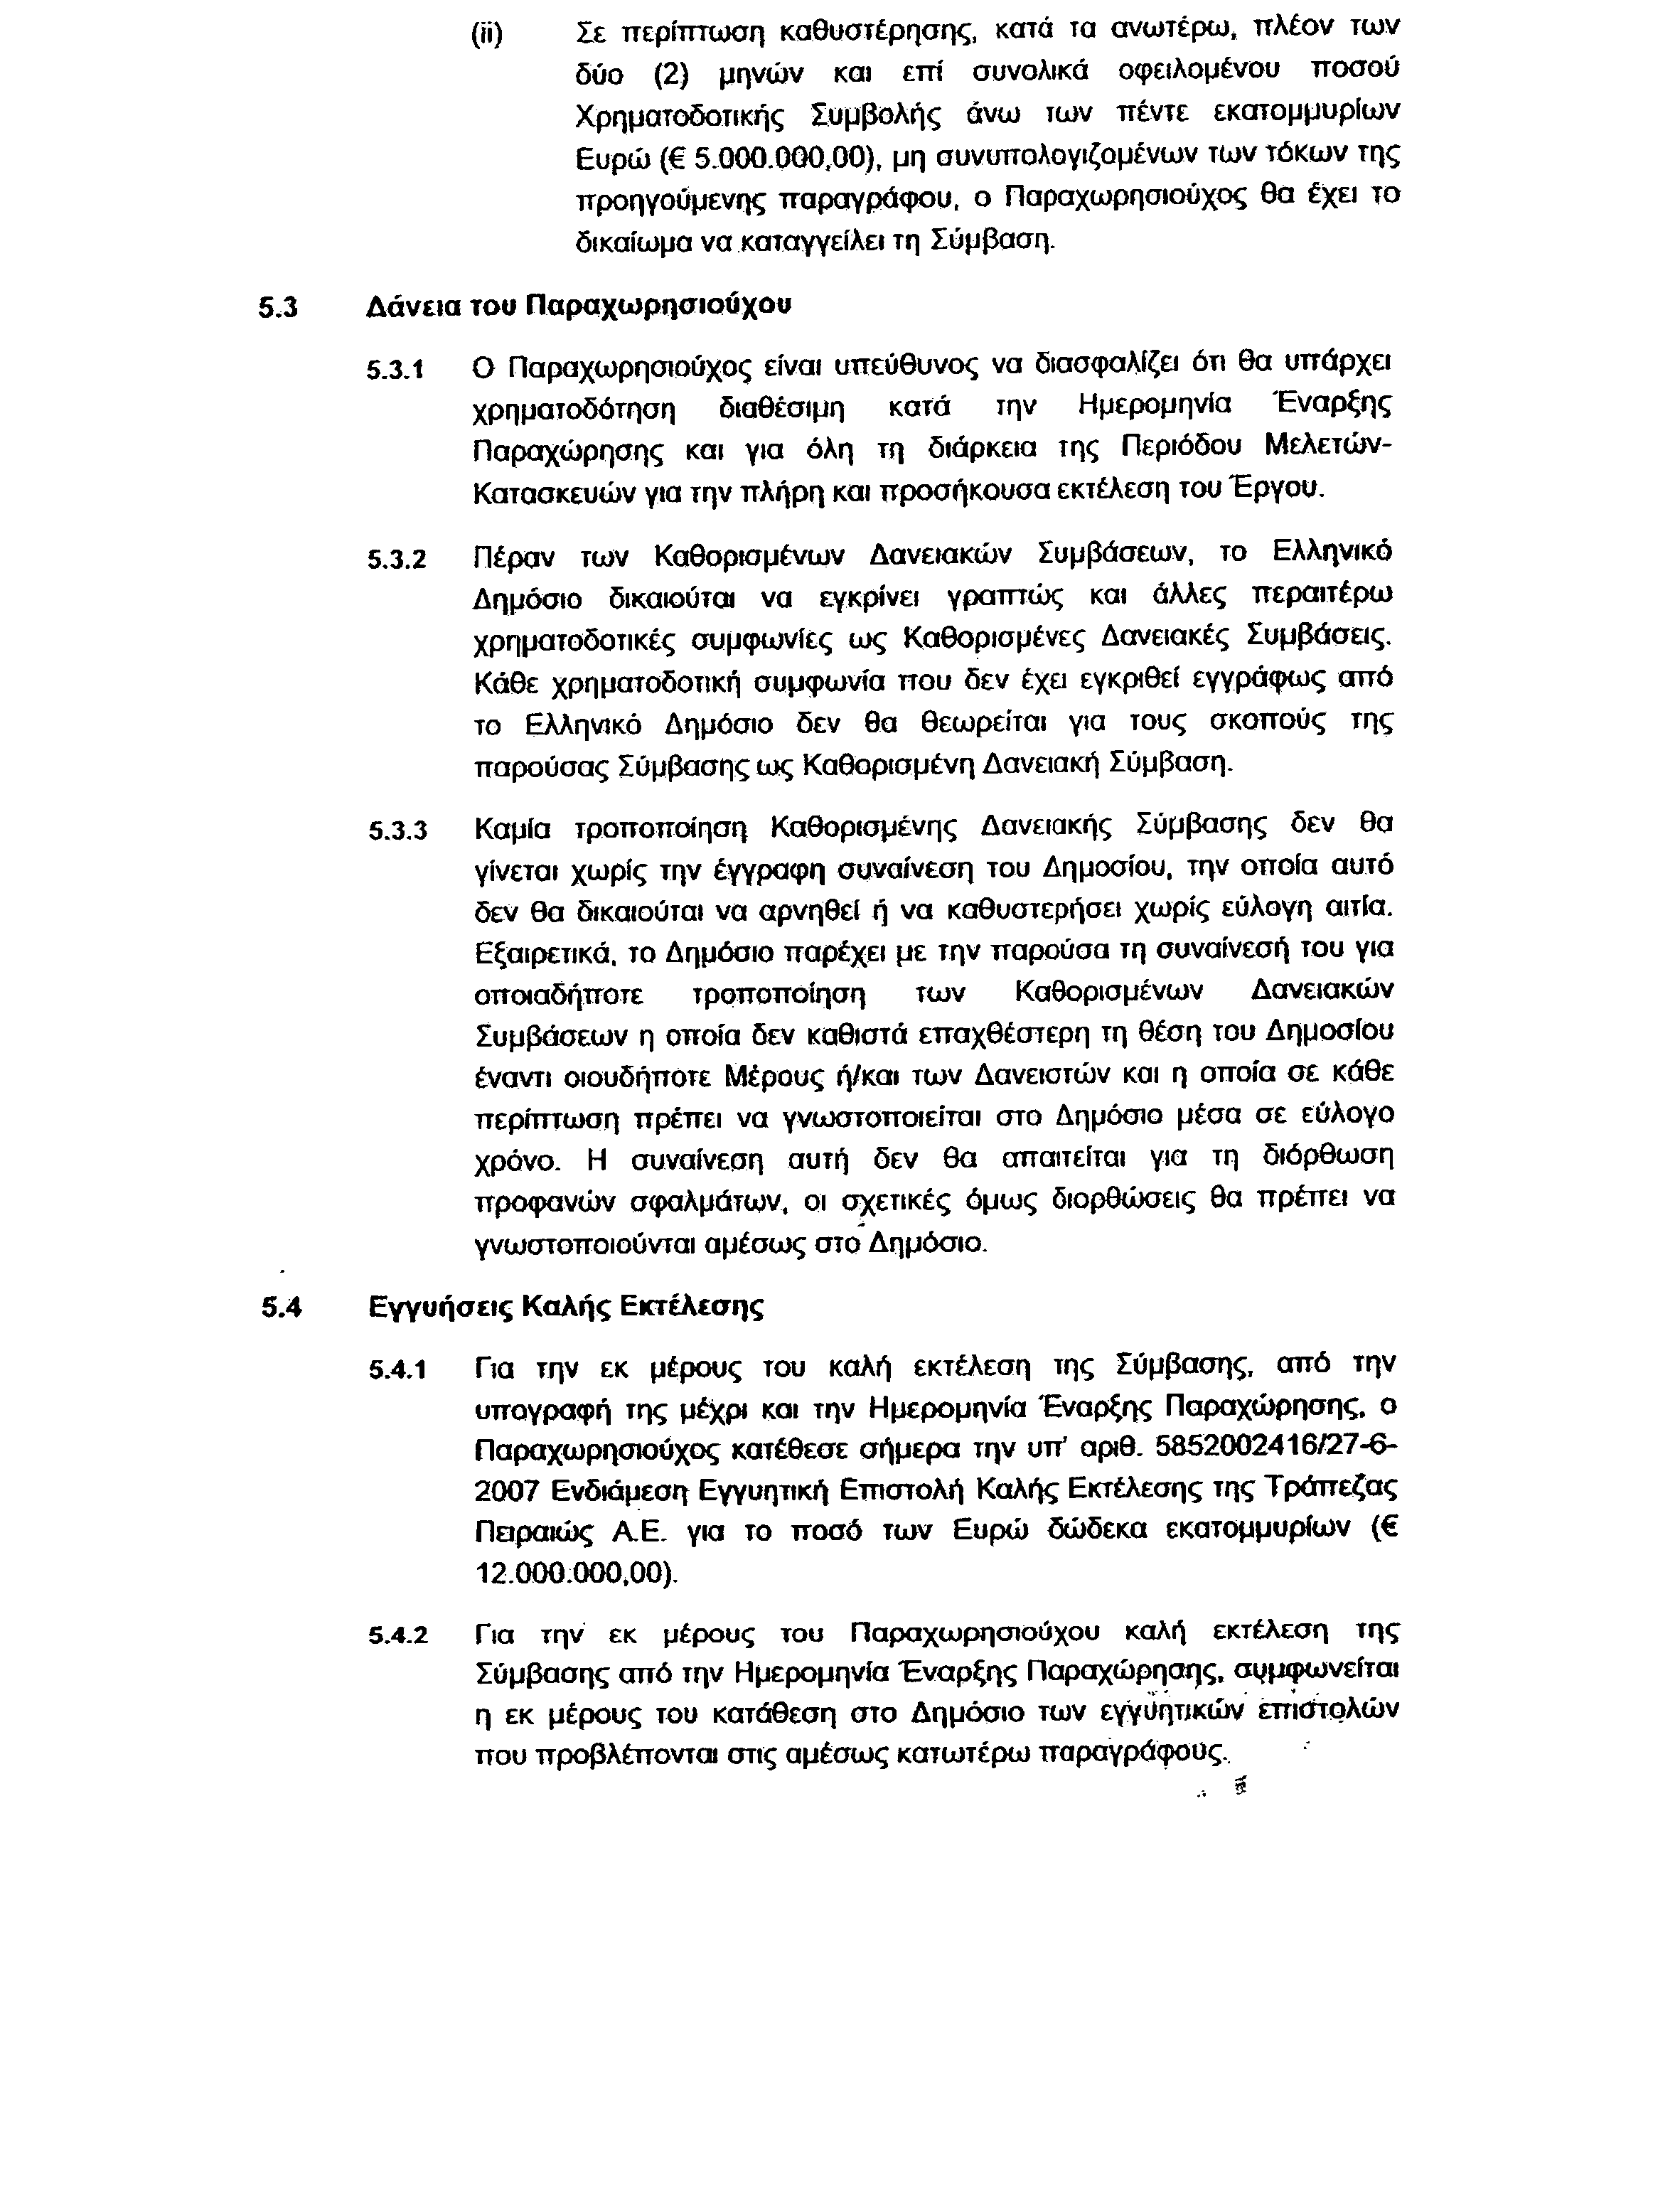 (ii) Σε περίπτωση καθυστέρησης, κατά τα ανωτέρω, πλέον των
δύο (2) μηνών και επί συνολικά οφειλομένου ποσού
Χρηματοδοτικής Συμβολής άνω των πέντε εκατομμυρίων
Ευρώ (€ 5.000.000,00), μη συνυπολογιζομένων των τόκων της
προηγούμενης παραγράφου, ο Παραχωρησιούχος θα έχει το
δικαίωμα να καταγγείλει τη Σύμβαση.
5.3 Δάνεια του Παραχωρησιούχου
5.3.1 Ο Παραχωρησιούχος είναι υπεύθυνος να διασφαλίζει ότι θα υπάρχει
χρηματοδότηση διαθέσιμη κατά την Ημερομηνία Έναρξης
Παραχώρησης και για όλη τη διάρκεια της Περιόδου Μελετών-
Κατασκευών για την πλήρη και προσήκουσα εκτέλεση του Έργου.
5.3.2 Πέραν των Καθορισμένων Δανειακών Συμβάσεων, το Ελληνικό
Δημόσιο δικαιούται να εγκρίνει γραπτώς και άλλες περαιτέρω
χρηματοδοτικές συμφωνίες ως Καθορισμένες Δανειακές Συμβάσεις.
Κάθε χρηματοδοτική συμφωνία που δεν έχει εγκριθεί εγγράφως από
το Ελληνικό Δημόσιο δεν θα θεωρείται για τους σκοπούς της
παρούσας Σύμβασης ως Καθορισμένη Δανειακή Σύμβαση.
5.3.3 Καμία τροποποίηση Καθορισμένης Δανειακής Σύμβασης δεν θα
γίνεται χωρίς την έγγραφη συναίνεση του Δημοσίου, την οποία αυτό
δεν θα δικαιούται να αρνηθεί ή να καθυστερήσει χωρίς εύλογη αιτία.
Εξαιρετικά, το Δημόσιο παρέχει με την παρούσα τη συναίνεσή του για
οποιαδήποτε τροποποίηση των Καθορισμένων Δανειακών
Συμβάσεων η οποία δεν καθιστά επαχθέστερη τη θέση του Δημοσίου
έναντι οιουδήποτε Μέρους ή/και των Δανειστών και η οποία σε κάθε
περίπτωση πρέπει να γνωστοποιείται στο Δημόσιο μέσα σε εύλογο
χρόνο. Η συναίνεση αυτή δεν θα απαιτείται για τη διόρθωση
προφανών σφαλμάτων, οι σχετικές όμως διορθώσεις θα πρέπει να
γνωστοποιούνται αμέσως στο Δημόσιο.
5.4 Εγγυήσεις Καλής Εκτέλεσης
5.4.1 Για την εκ μέρους του καλή εκτέλεση της Σύμβασης, από την
υπογραφή της μέχρι και την Ημερομηνία Έναρξης Παραχώρησης, ο
Παραχωρησιούχος κατέθεσε σήμερα την υπ' αριθ. 5852002416/27-6-
2007 Ενδιάμεση Εγγυητική Επιστολή Καλής Εκτέλεσης της Τράπεζας
Πειραιώς Α.Ε. για το ποσό των Ευρώ δώδεκα εκατομμυρίων (€
12.000.000,00).
5.4.2 Για την εκ μέρους του Παραχωρησιούχου καλή εκτέλεση της
Σύμβασης από την Ημερομηνία Έναρξης Παραχώρησης, συμφωνείται
η εκ μέρους του κατάθεση στο Δημόσιο των εγγυητικών επιστολών
που προβλέπονται στις αμέσως κατωτέρω παραγράφους.